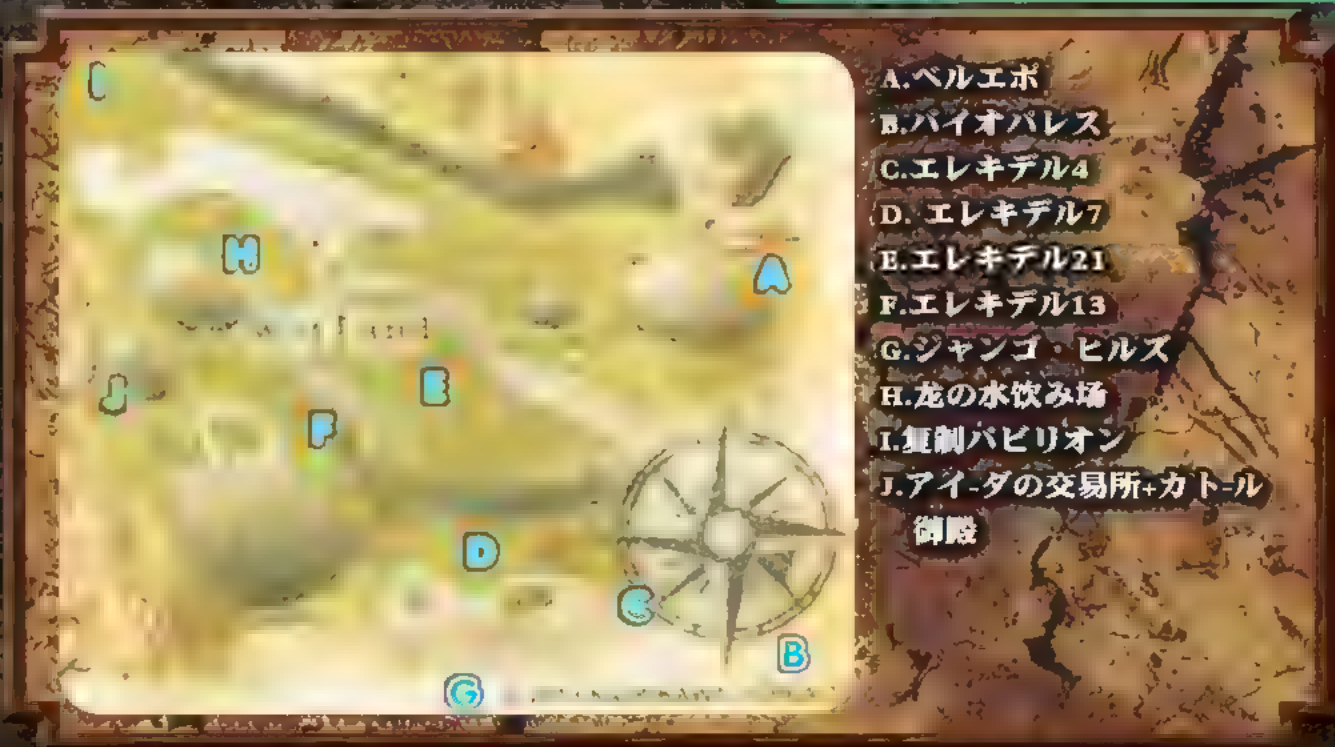 I
H
A
J
E
F
D
C
B
G
A.ベルエポ
B.バイオパレス
C.エレキデル4
D. エレキデル7
E.エレキデル21
F.エレキデル13
G.ジャンゴ・ヒルズ
H.龙の水饮み场
I.复制パビリオン
J.アイ-ダの交易所+カト-ル
御殿